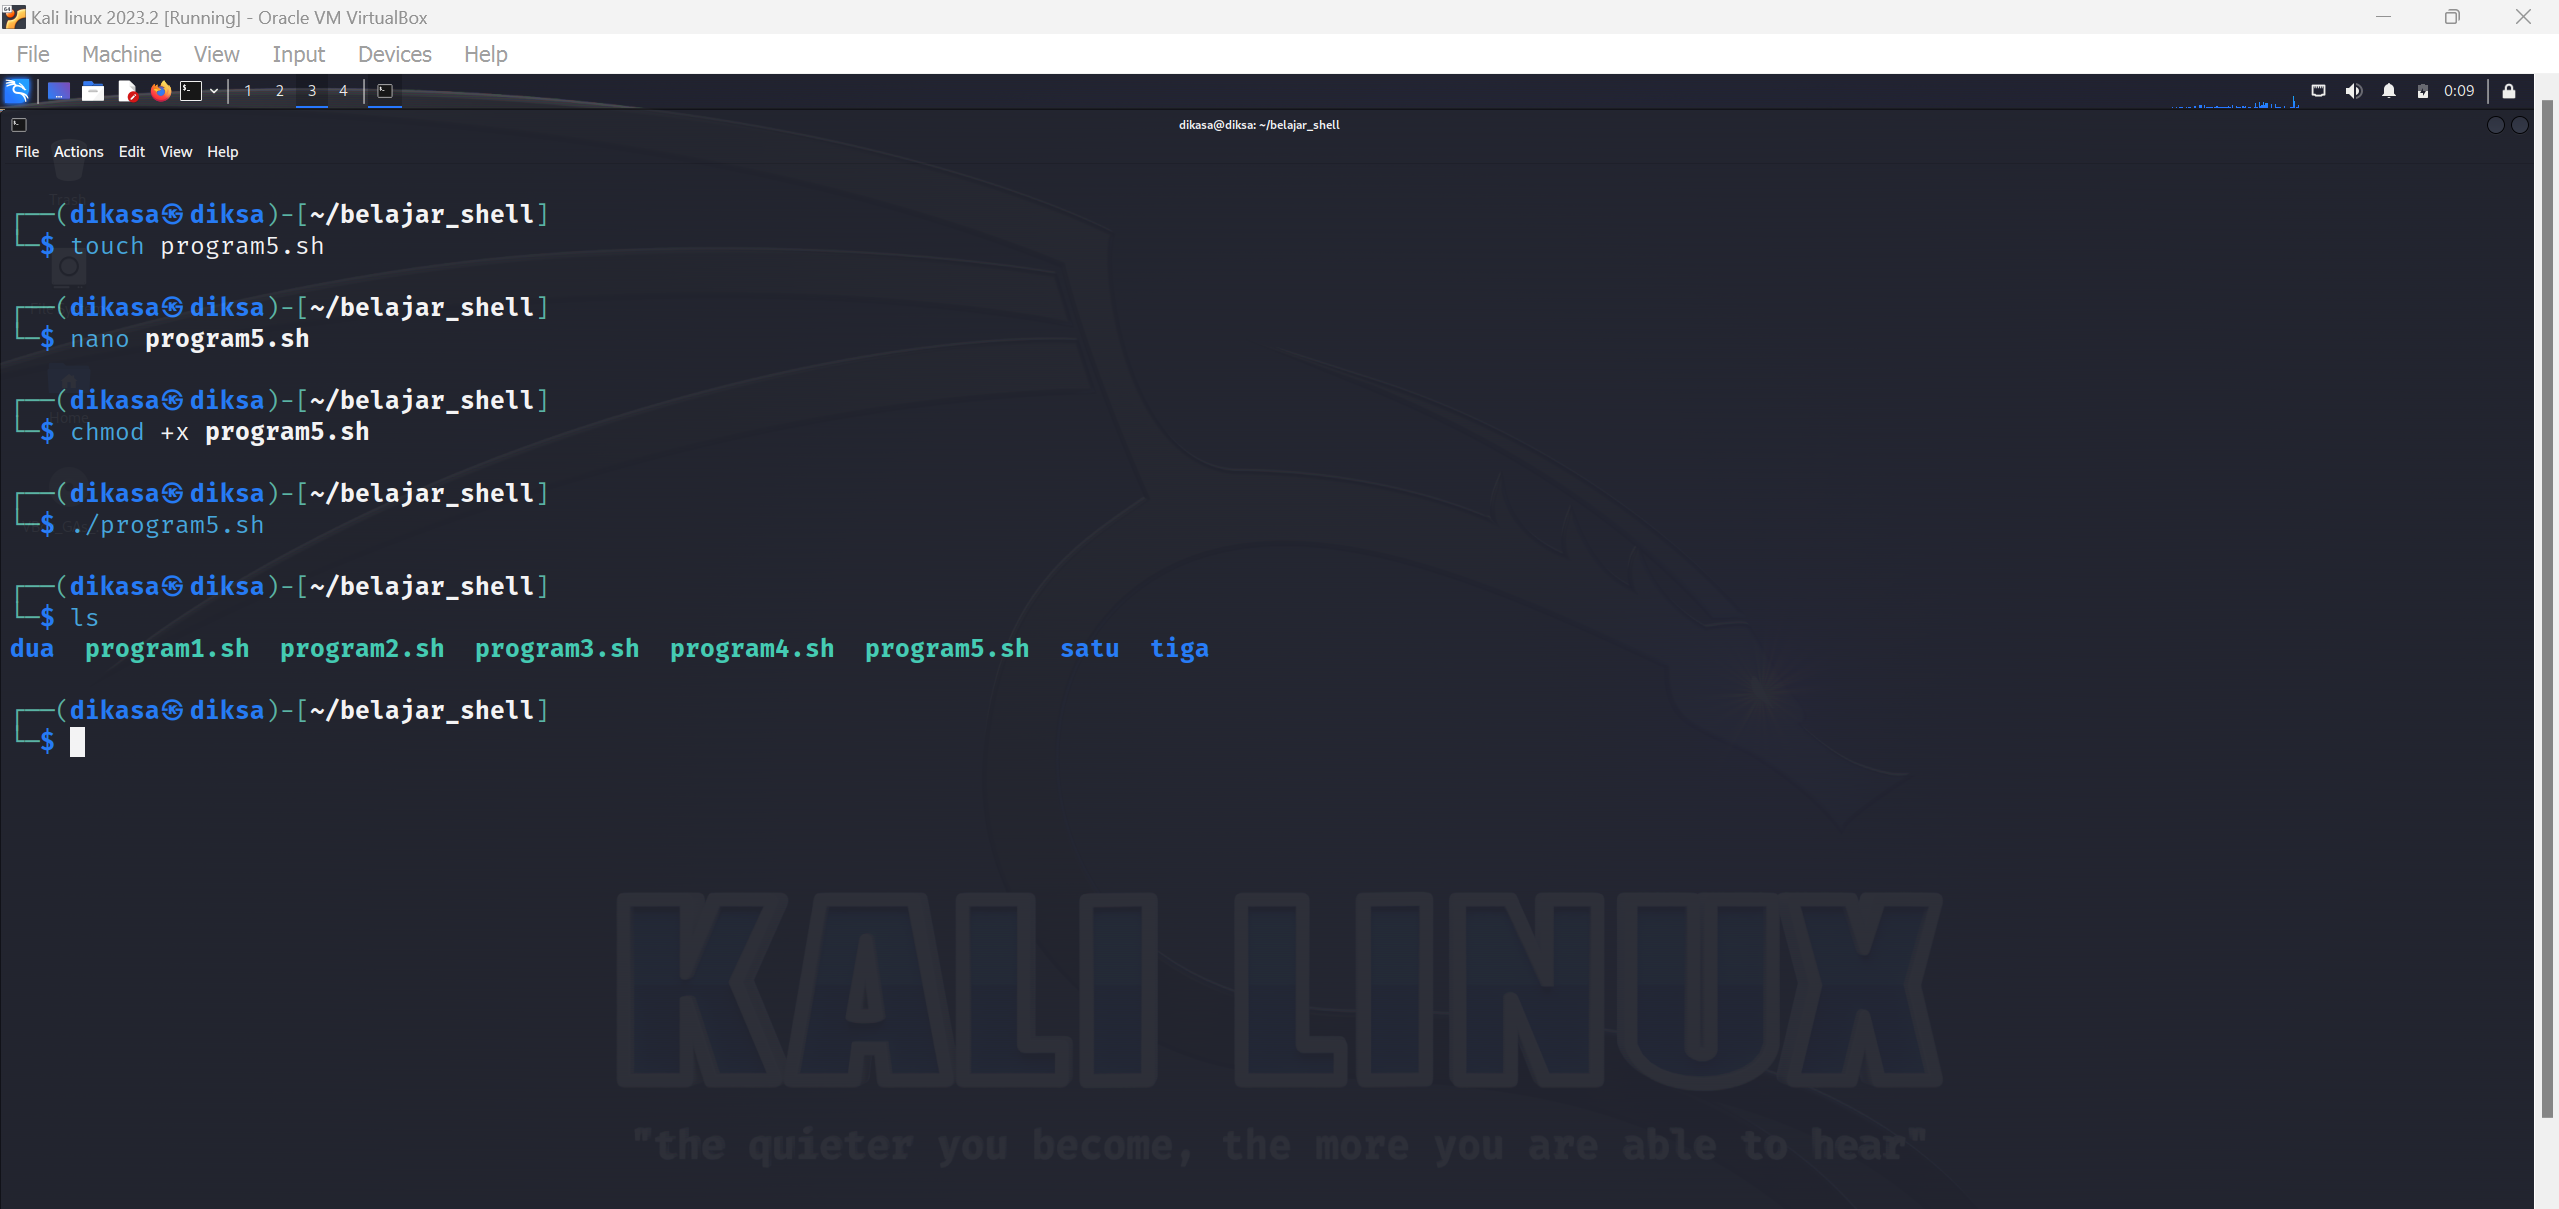 Kali linux 2023.2 [Running] - Oracle VM VirtualBox
File Machine View Input Devices Help
1 2 3 4 0:09
dikasa@diksa: ~/belajar_shell
File Actions Edit View Help
┌──(dikasa㉿diksa)-[~/belajar_shell]
└─$ touch program5.sh
┌──(dikasa㉿diksa)-[~/belajar_shell]
└─$ nano program5.sh
┌──(dikasa㉿diksa)-[~/belajar_shell]
└─$ chmod +x program5.sh
┌──(dikasa㉿diksa)-[~/belajar_shell]
└─$ ./program5.sh
┌──(dikasa㉿diksa)-[~/belajar_shell]
└─$ ls
dua program1.sh program2.sh program3.sh program4.sh program5.sh satu tiga
┌──(dikasa㉿diksa)-[~/belajar_shell]
└─$
KALI LINUX
"the quieter you become, the more you are able to hear"